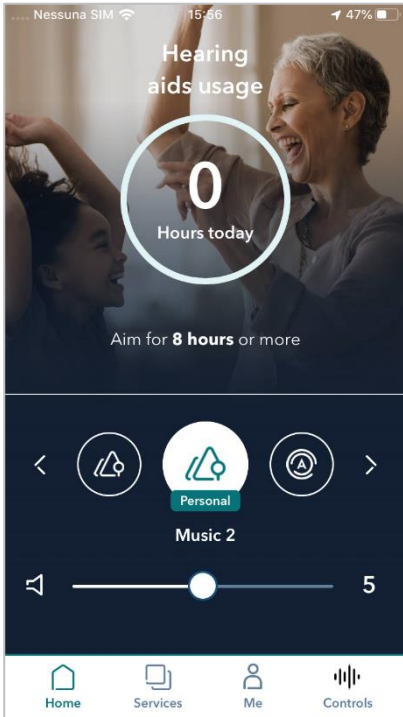 Nessuna SIM 15:56 47%
Hearing
aids usage
0
Hours today
Aim for 8 hours or more
A
Personal
Music 2
5
Home Services Me Controls